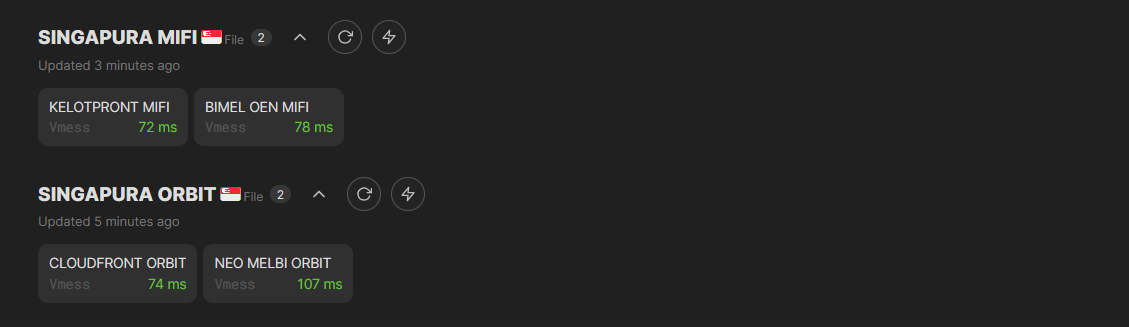 SINGAPURA MIFI File 2
Updated 3 minutes ago
KELOTPRONT MIFI BIMEL OEN MIFI
Vmess 72 ms Vmess 78 ms
SINGAPURA ORBIT File 2
Updated 5 minutes ago
CLOUDFRONT ORBIT NEO MELBI ORBIT
Vmess 74 ms Vmess 107 ms